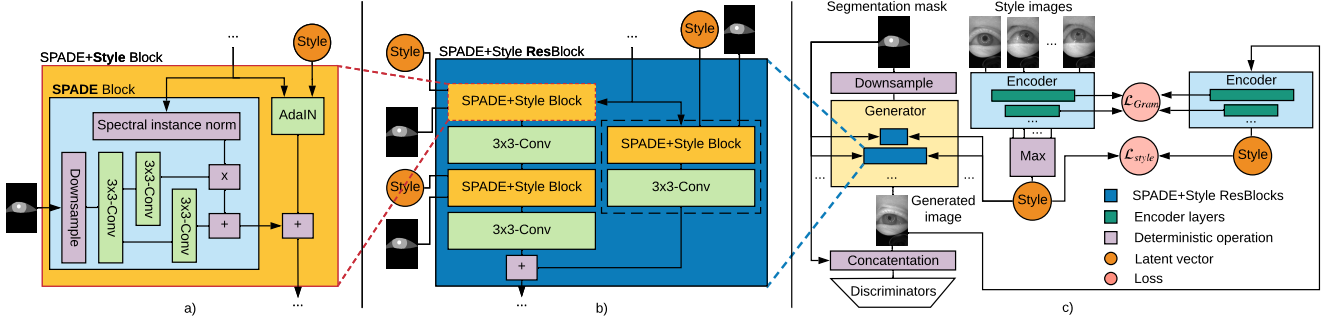 SPADE+Style Block
SPADE Block
...
Style
Spectral instance norm
AdaIN
Downsample
3x3-Conv
3x3-Conv
3x3-Conv
x
+
+
...
a)
SPADE+Style ResBlock
Style
...
Style
SPADE+Style Block
3x3-Conv
SPADE+Style Block
3x3-Conv
Style
SPADE+Style Block
3x3-Conv
+
...
b)
Segmentation mask
Style images
...
Downsample
Generator
...
...
...
Generated
image
Concatentation
Discriminators
Encoder
...
...
Max
Style
ℒGram
ℒstyle
Encoder
...
Style
SPADE+Style ResBlocks
Encoder layers
Deterministic operation
Latent vector
Loss
c)